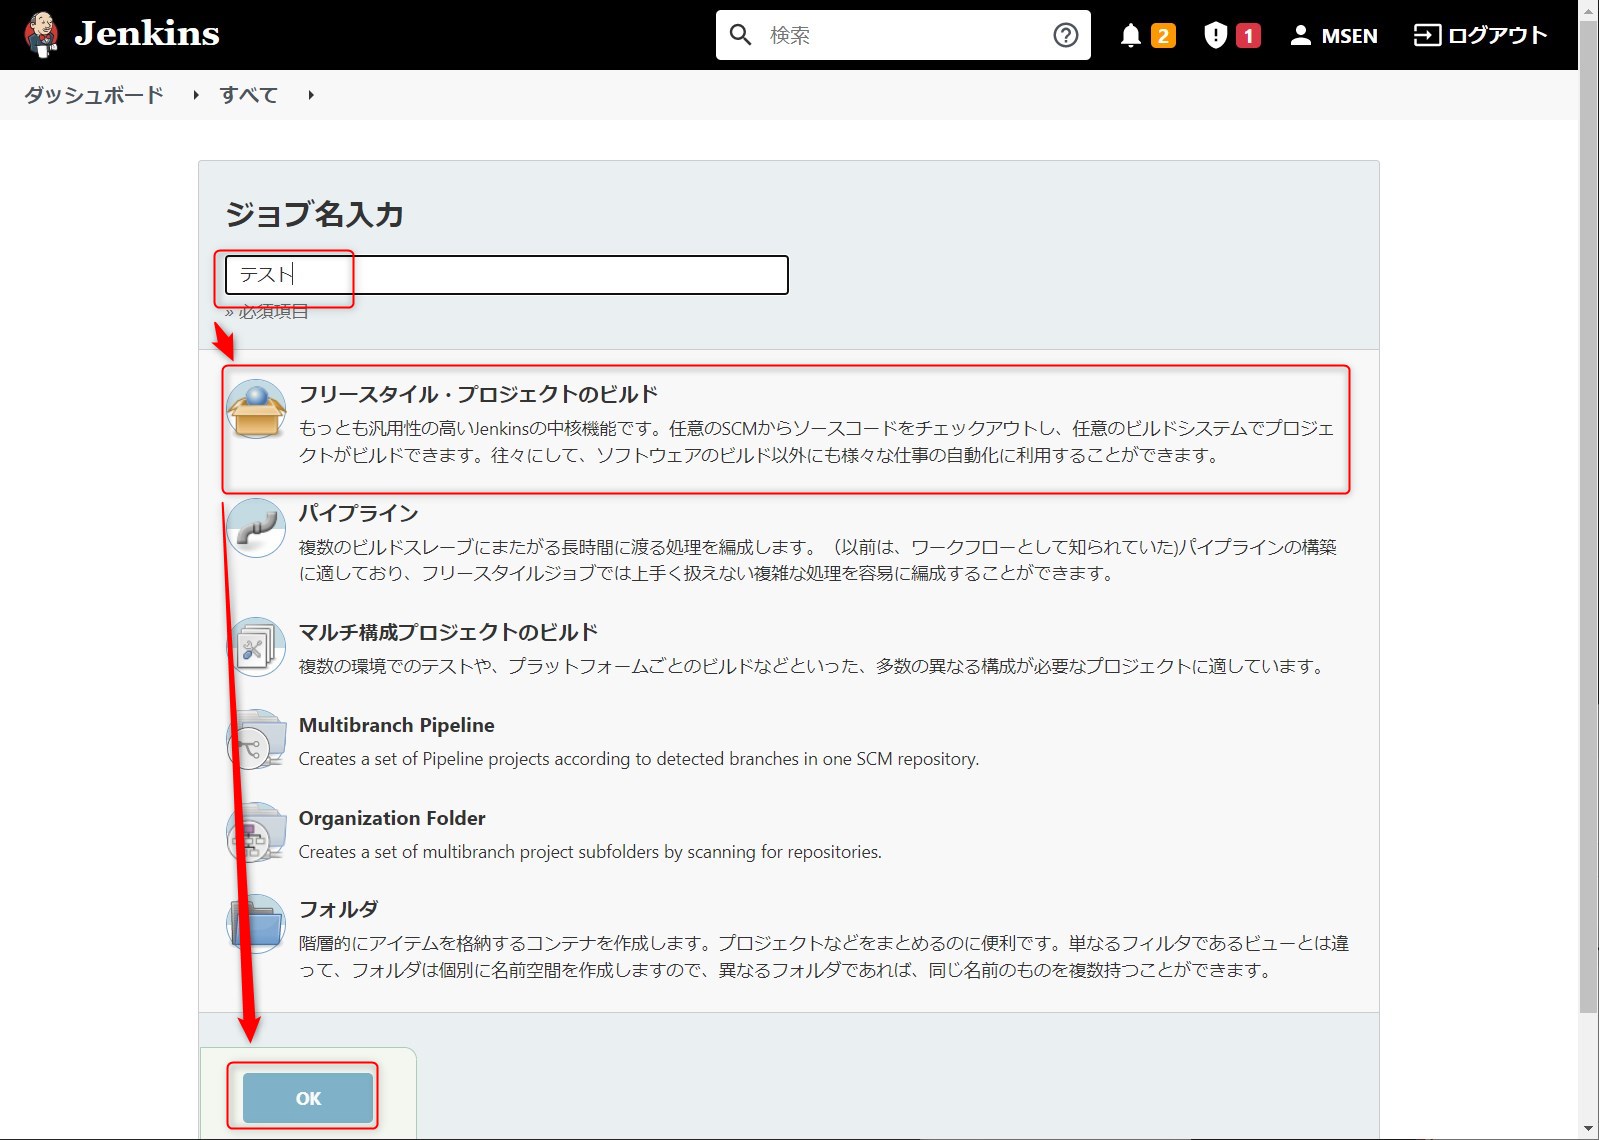 Jenkins
検索
2
1
MSEN
ログアウト
ダッシュボード
すべて
ジョブ名入力
テスト
» 必須項目
フリースタイル・プロジェクトのビルド
もっとも汎用性の高いJenkinsの中核機能です。任意のSCMからソースコードをチェックアウトし、任意のビルドシステムでプロジェ
クトがビルドできます。往々にして、ソフトウェアのビルド以外にも様々な仕事の自動化に利用することができます。
パイプライン
複数のビルドスレーブにまたがる長時間に渡る処理を編成します。（以前は、ワークフローとして知られていた)パイプラインの構築
に適しており、フリースタイルジョブでは上手く扱えない複雑な処理を容易に編成することができます。
マルチ構成プロジェクトのビルド
複数の環境でのテストや、プラットフォームごとのビルドなどといった、多数の異なる構成が必要なプロジェクトに適しています。
Multibranch Pipeline
Creates a set of Pipeline projects according to detected branches in one SCM repository.
Organization Folder
Creates a set of multibranch project subfolders by scanning for repositories.
フォルダ
階層的にアイテムを格納するコンテナを作成します。プロジェクトなどをまとめるのに便利です。単なるフィルタであるビューとは違
って、フォルダは個別に名前空間を作成しますので、異なるフォルダであれば、同じ名前のものを複数持つことができます。
OK